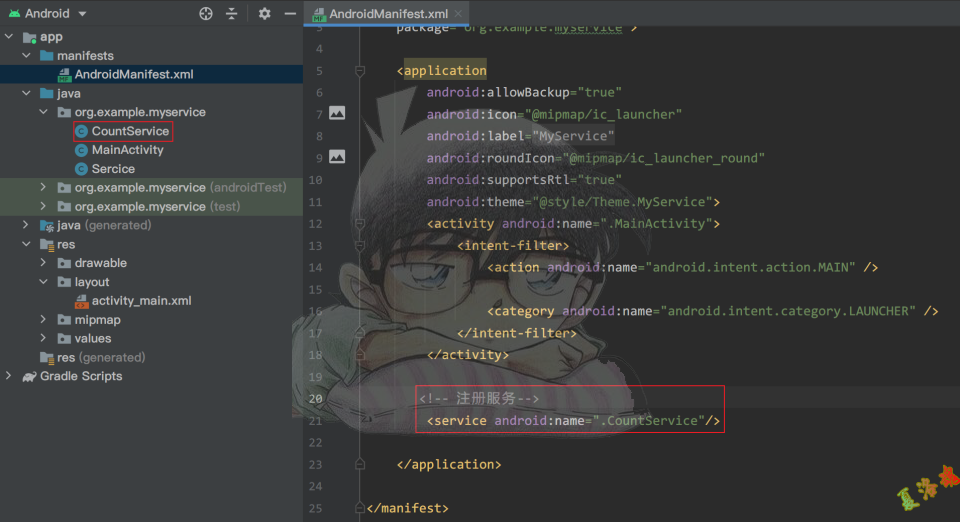 Android
AndroidManifest.xml
app
manifests
AndroidManifest.xml
java
org.example.myservice
CountService
MainActivity
Sercice
org.example.myservice (androidTest)
org.example.myservice (test)
java (generated)
res
drawable
layout
activity_main.xml
mipmap
values
res (generated)
Gradle Scripts
3 package="org.example.myservice">
4
5 <application
6 android:allowBackup="true"
7 android:icon="@mipmap/ic_launcher"
8 android:label="MyService"
9 android:roundIcon="@mipmap/ic_launcher_round"
10 android:supportsRtl="true"
11 android:theme="@style/Theme.MyService">
12 <activity android:name=".MainActivity">
13 <intent-filter>
14 <action android:name="android.intent.action.MAIN" />
15
16 <category android:name="android.intent.category.LAUNCHER" />
17 </intent-filter>
18 </activity>
19
20 <!-- 注册服务-->
21 <service android:name=".CountService"/>
22
23 </application>
24
25 </manifest>